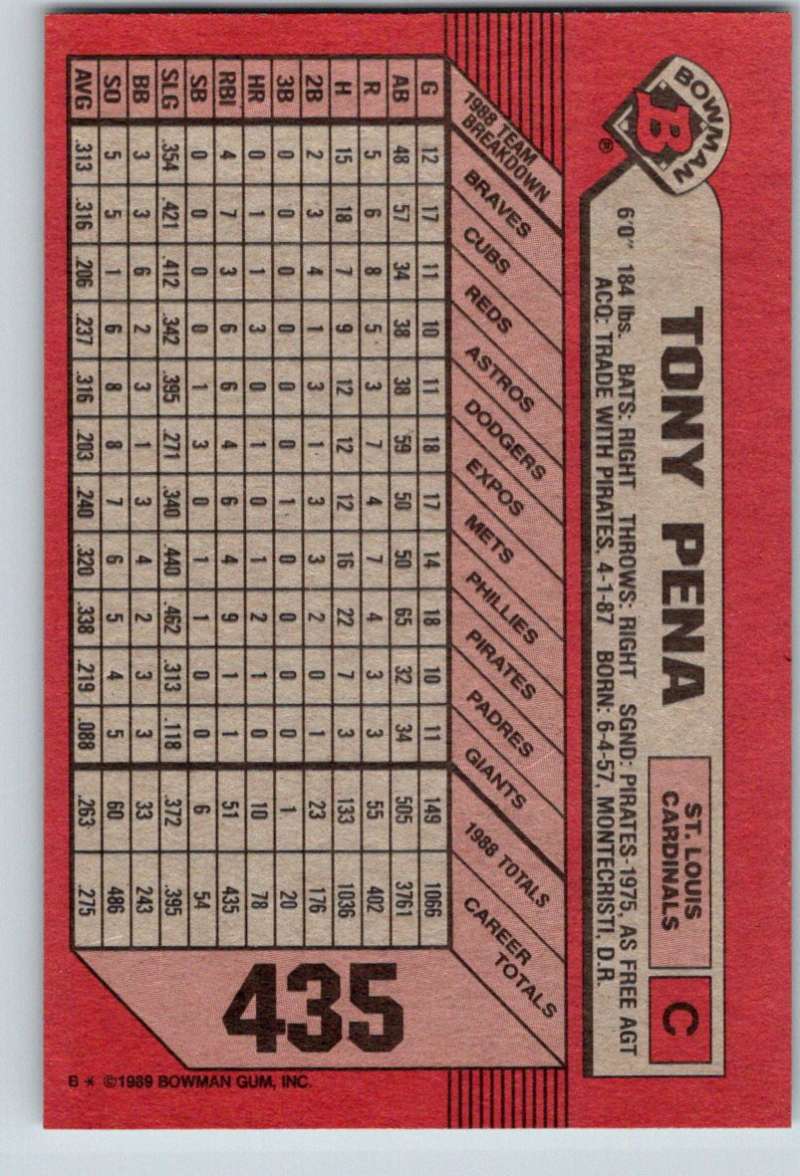 BOWMAN
B
®
TONY PENA
ST. LOUIS
CARDINALS
C
6'0" 184 lbs. BATS: RIGHT THROWS: RIGHT SGND: PIRATES-1975, AS FREE AGT
ACQ: TRADE WITH PIRATES, 4-1-87 BORN: 6-4-57, MONTECRISTI, D.R.
1988 TEAM
BREAKDOWN
BRAVES
CUBS
REDS
ASTROS
DODGERS
EXPOS
METS
PHILLIES
PIRATES
PADRES
GIANTS
1988 TOTALS
CAREER
TOTALS
G 12 17 11 10 11 18 17 14 18 10 11 149 1066
AB 48 57 34 38 38 59 50 50 65 32 34 505 3761
R 5 6 8 5 3 7 4 7 4 3 3 55 402
H 15 18 7 9 12 12 12 16 22 7 3 133 1036
2B 2 3 4 1 3 1 3 3 2 0 1 23 176
3B 0 0 0 0 0 0 1 0 0 0 0 1 20
HR 0 1 1 3 0 1 0 1 2 1 0 10 78
RBI 4 7 3 6 6 4 6 4 9 1 1 51 435
SB 0 0 0 0 1 3 0 1 1 0 0 6 54
SLG .354 .421 .412 .342 .395 .271 .340 .440 .462 .313 .118 .372 .395
BB 3 3 6 2 3 1 3 4 2 3 3 33 243
SO 5 5 1 6 8 8 7 6 5 4 5 60 486
AVG .313 .316 .206 .237 .316 .203 .240 .320 .338 .219 .088 .263 .275
435
B * ©1989 BOWMAN GUM, INC.